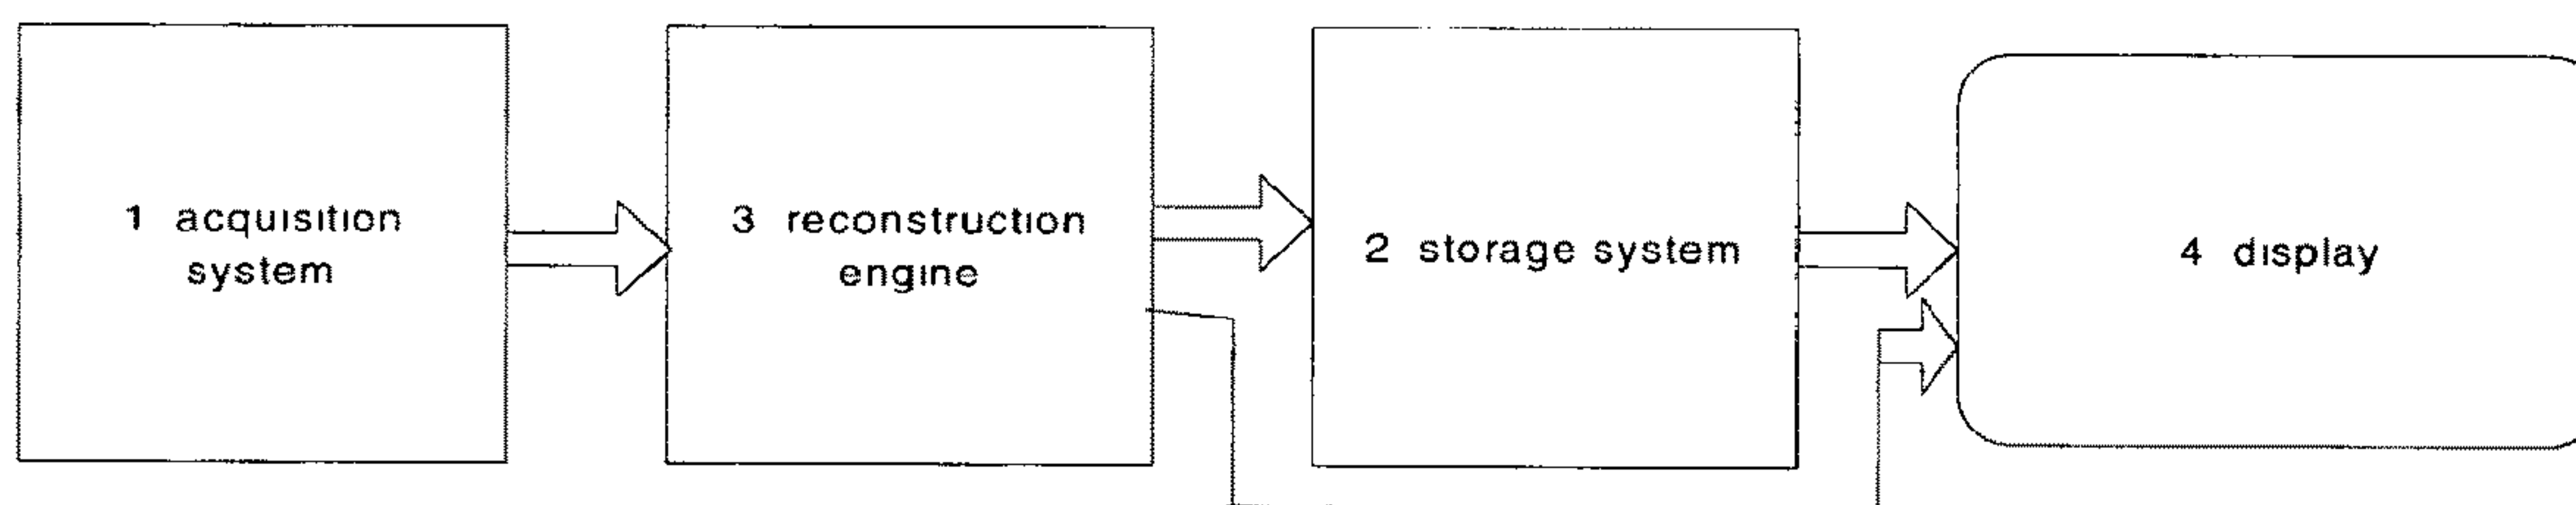 1 acquisition
system
3 reconstruction
engine
2 storage system
4 display